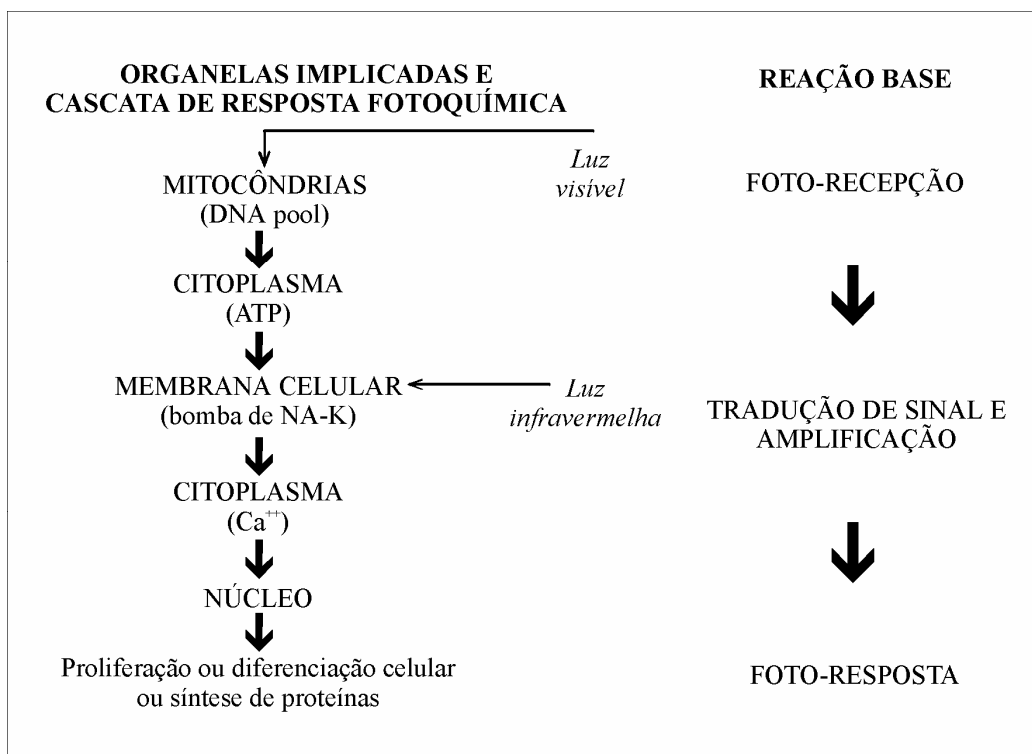 ORGANELAS IMPLICADAS E
CASCATA DE RESPOSTA FOTOQUÍMICA
REAÇÃO BASE
Luz
visível
MITOCÔNDRIAS
(DNA pool)
FOTO-RECEPÇÃO
CITOPLASMA
(ATP)
MEMBRANA CELULAR
(bomba de NA-K)
Luz
infravermelha
TRADUÇÃO DE SINAL E
AMPLIFICAÇÃO
CITOPLASMA
(Ca⁺⁺)
NÚCLEO
Proliferação ou diferenciação celular
ou síntese de proteínas
FOTO-RESPOSTA